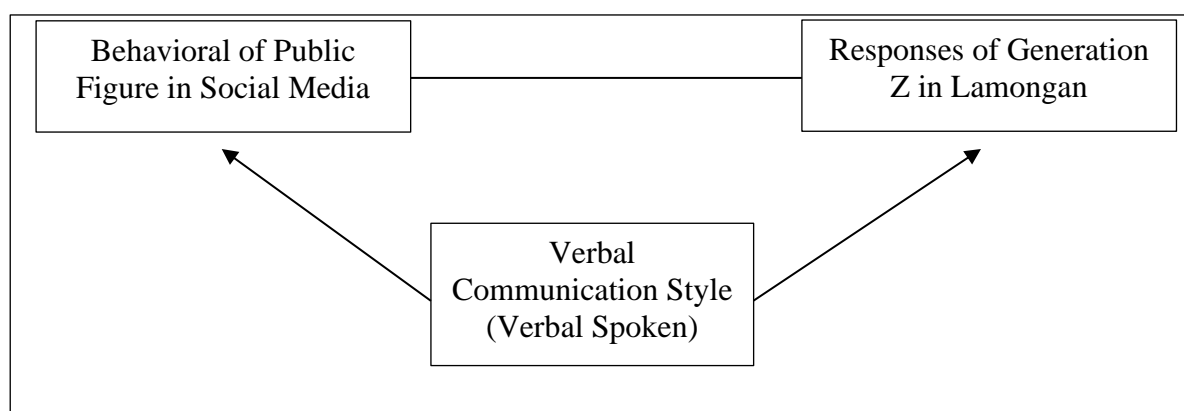 Behavioral of Public
Figure in Social Media
Responses of Generation
Z in Lamongan
Verbal
Communication Style
(Verbal Spoken)